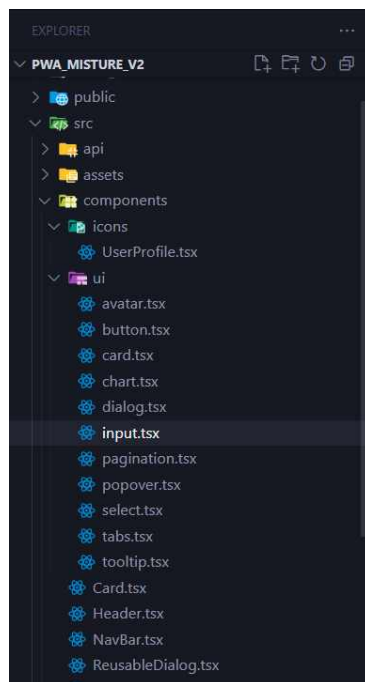 EXPLORER
PWA_MISTURE_V2
public
src
api
assets
components
icons
UserProfile.tsx
ui
avatar.tsx
button.tsx
card.tsx
chart.tsx
dialog.tsx
input.tsx
pagination.tsx
popover.tsx
select.tsx
tabs.tsx
tooltip.tsx
Card.tsx
Header.tsx
NavBar.tsx
ReusableDialog.tsx